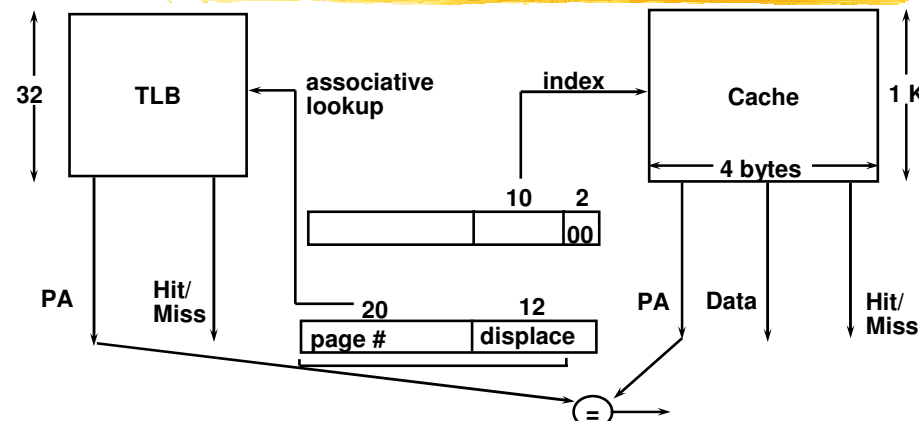 associative
lookup
index
32
TLB
Cache
1 K
4 bytes
10
2
00
PA
Hit/
Miss
20
12
PA
Data
Hit/
Miss
page #
displace
=